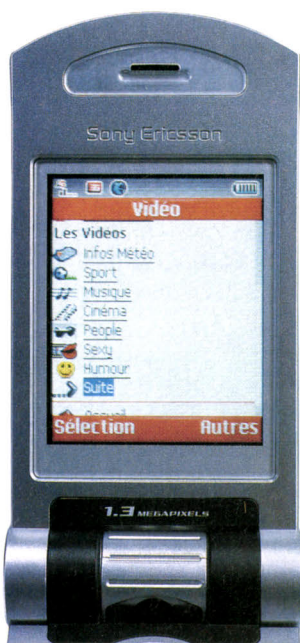 Sony Ericsson
Vidéo
Les Vidéos
Infos Météo
Sport
Musique
Cinéma
People
Sexy
Humour
Suite
Accueil
Sélection Autres
1.3 MEGAPIXELS